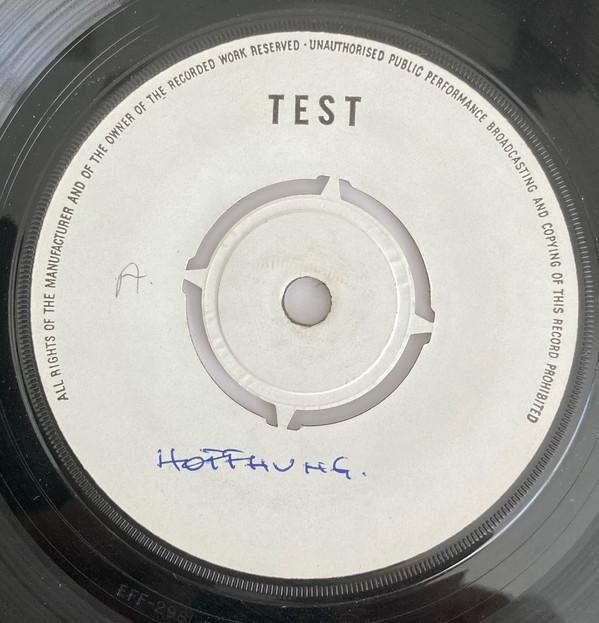 ALL RIGHTS OF THE MANUFACTURER AND OF THE OWNER OF THE RECORDED WORK RESERVED · UNAUTHORISED PUBLIC PERFORMANCE BROADCASTING AND COPYING OF THIS RECORD PROHIBITED
TEST
A.
HOFFNUNG.